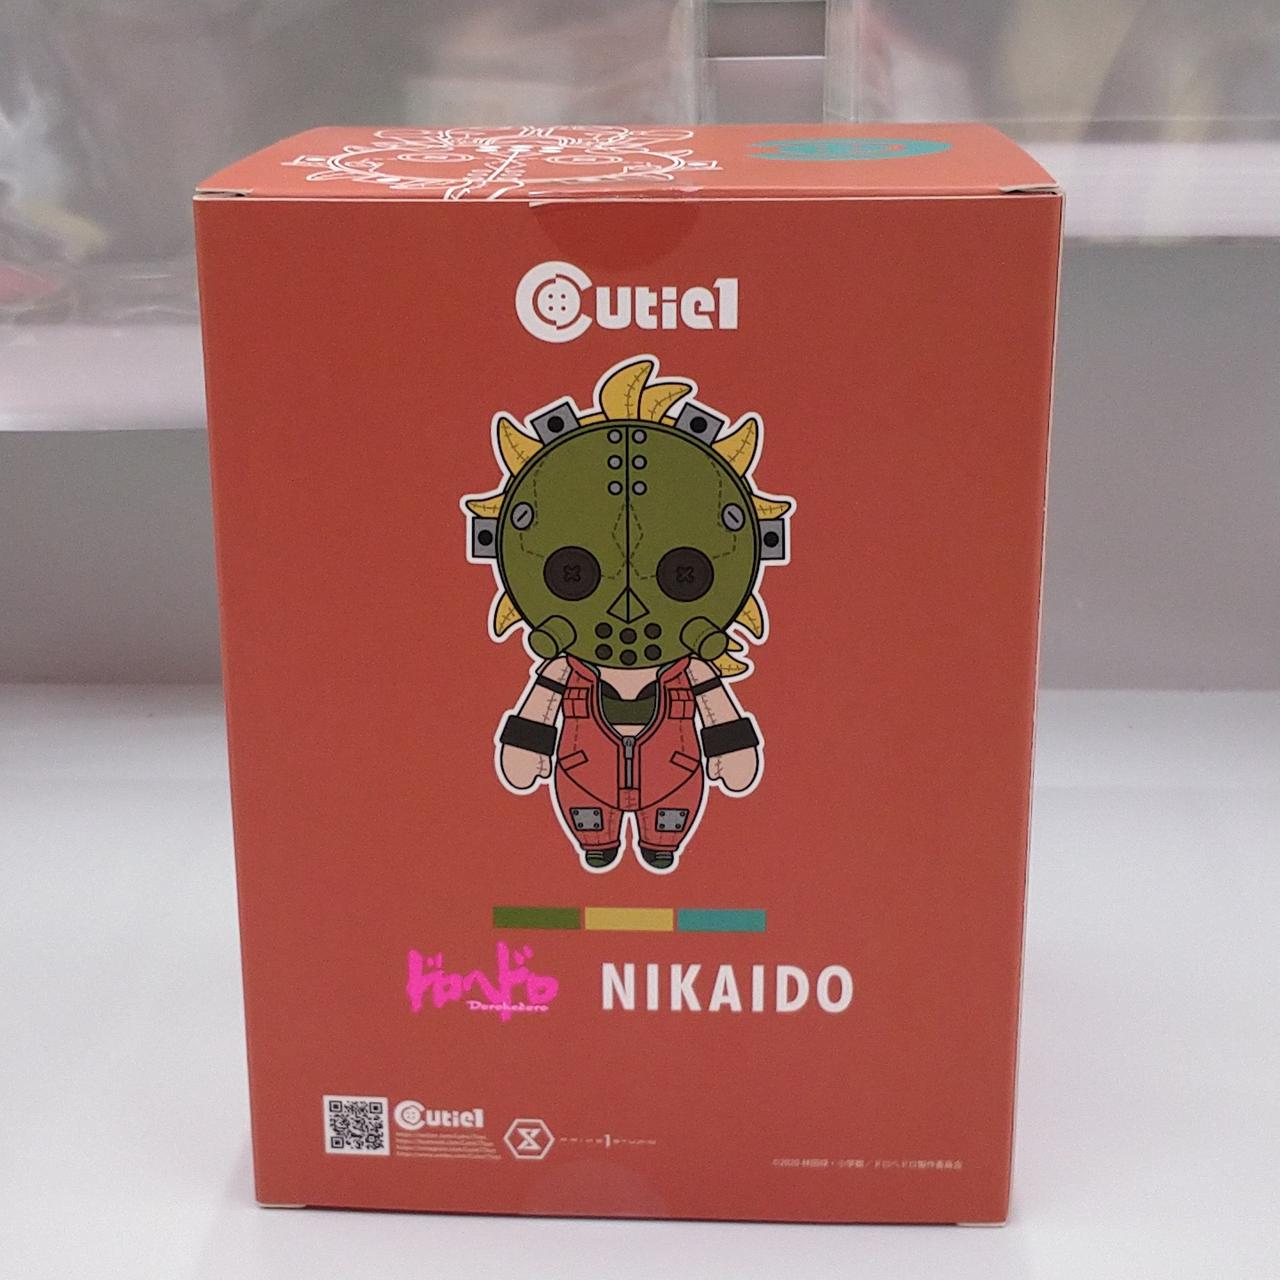 Cutie1
ドロヘドロ
Dorohedoro
NIKAIDO
Cutie1
©2020 林田球・小学館／ドロヘドロ製作委員会